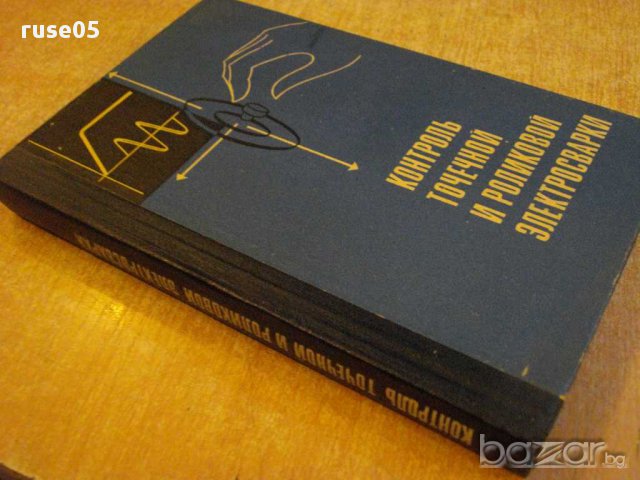 ruse05
КОНТРОЛЬ
ТОЧЕЧНОЙ
И РОЛИКОВОЙ
ЭЛЕКТРОСВАРКИ
КОНТРОЛЬ ТОЧЕЧНОЙ И РОЛИКОВОЙ ЭЛЕКТРОСВАРКИ
bazar.bg